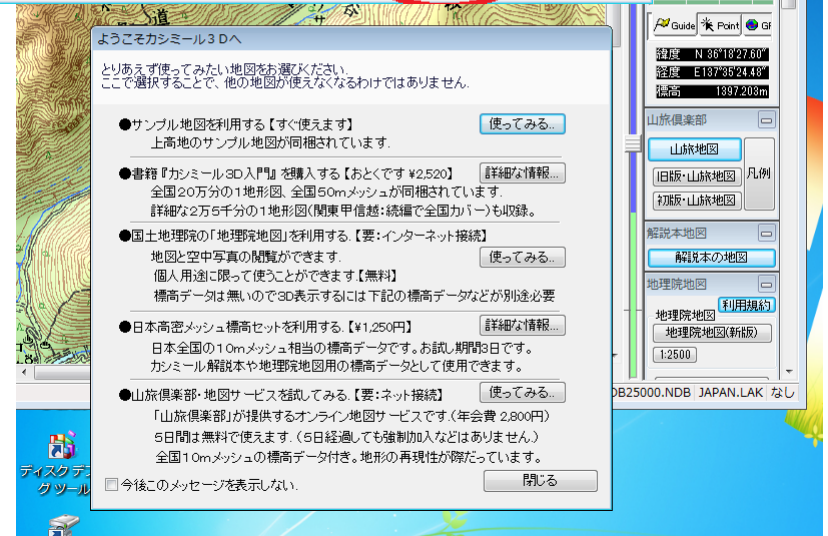 ようこそカシミール3Dへ
とりあえず使ってみたい地図をお選びください.
ここで選択することで、他の地図が使えなくなるわけではありません.
●サンプル地図を利用する【すぐ使えます】
使ってみる..
上高地のサンプル地図が同梱されています.
●書籍『カシミール3D入門』を購入する【おとくです ¥2,520】
詳細な情報...
全国20万分の1地形図、全国50mメッシュが同梱されています.
詳細な2万5千分の1地形図(関東甲信越:続編で全国カバー)も収録。
●国土地理院の「地理院地図」を利用する.【要:インターネット接続】
地図と空中写真の閲覧ができます.
使ってみる..
個人用途に限って使うことができます.【無料】
標高データは無いので3D表示するには下記の標高データなどが別途必要
●日本高密メッシュ標高セットを利用する.【¥1,250円】
詳細な情報...
日本全国の10mメッシュ相当の標高データです。お試し期間3日です。
カシミール解説本や地理院地図用の標高データとして使用できます。
●山旅倶楽部・地図サービスを試してみる.【要:ネット接続】
使ってみる..
「山旅倶楽部」が提供するオンライン地図サービスです.(年会費 2,800円)
5日間は無料で使えます.(5日経過しても強制加入などはありません.)
全国10mメッシュの標高データ付き。地形の再現性が際だっています。
今後このメッセージを表示しない.
閉じる
Guide
Point
緯度 N 36°18'27.60"
経度 E137°35'24.48"
標高 1397.203m
山旅倶楽部
山旅地図
旧版・山旅地図
凡例
初版・山旅地図
解説本地図
解説本の地図
地理院地図
利用規約
地理院地図
地理院地図(新版)
1:2500
DB25000.NDB
JAPAN.LAK
なし
ディスク デフ
グ ツール